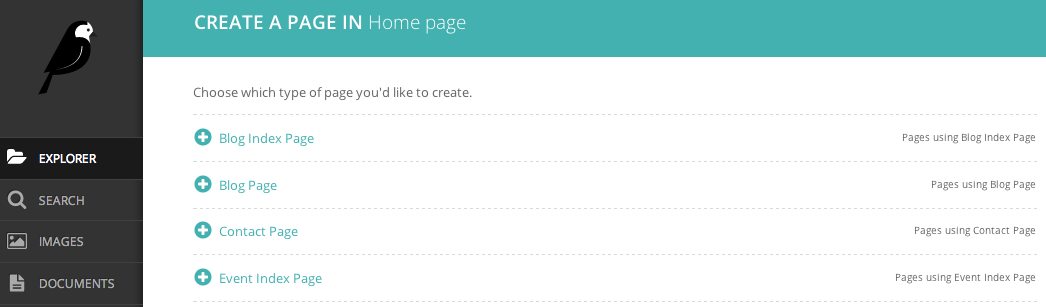 CREATE A PAGE IN Home page
Choose which type of page you'd like to create.
Blog Index Page Pages using Blog Index Page
Blog Page Pages using Blog Page
Contact Page Pages using Contact Page
Event Index Page Pages using Event Index Page
EXPLORER
SEARCH
IMAGES
DOCUMENTS